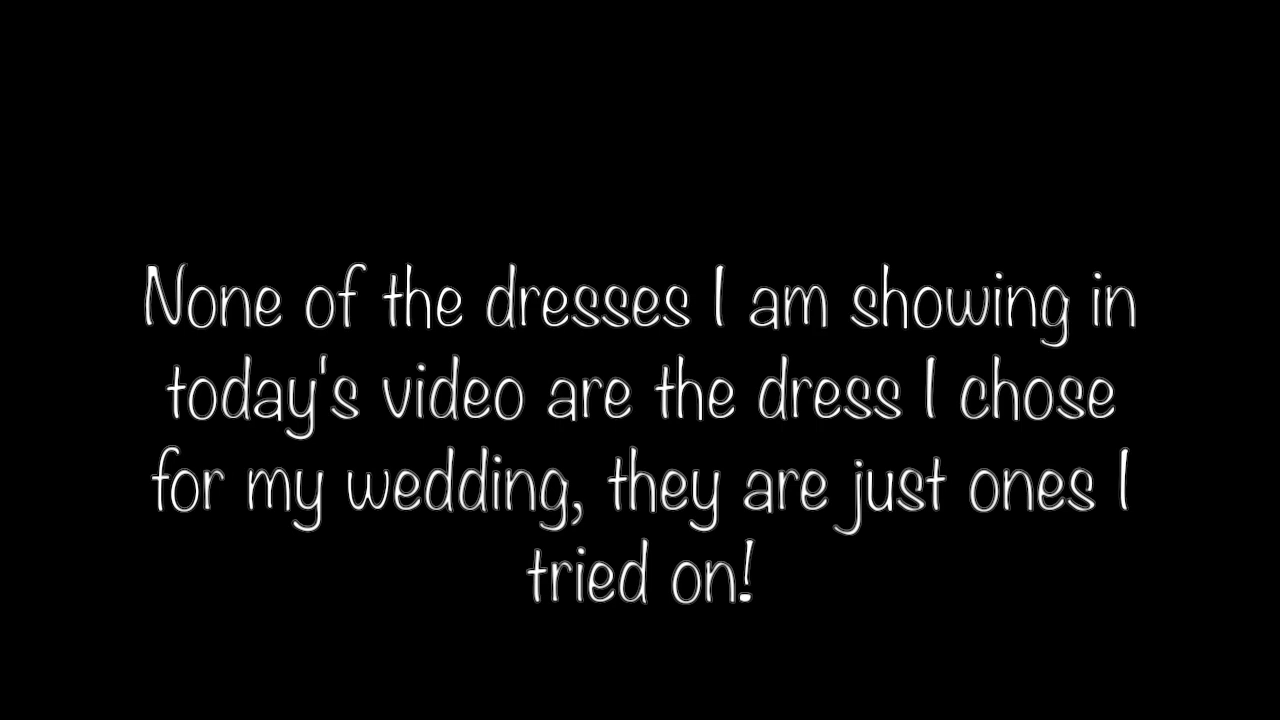 None of the dresses I am showing in
today's video are the dress I chose
for my wedding, they are just ones I
tried on!